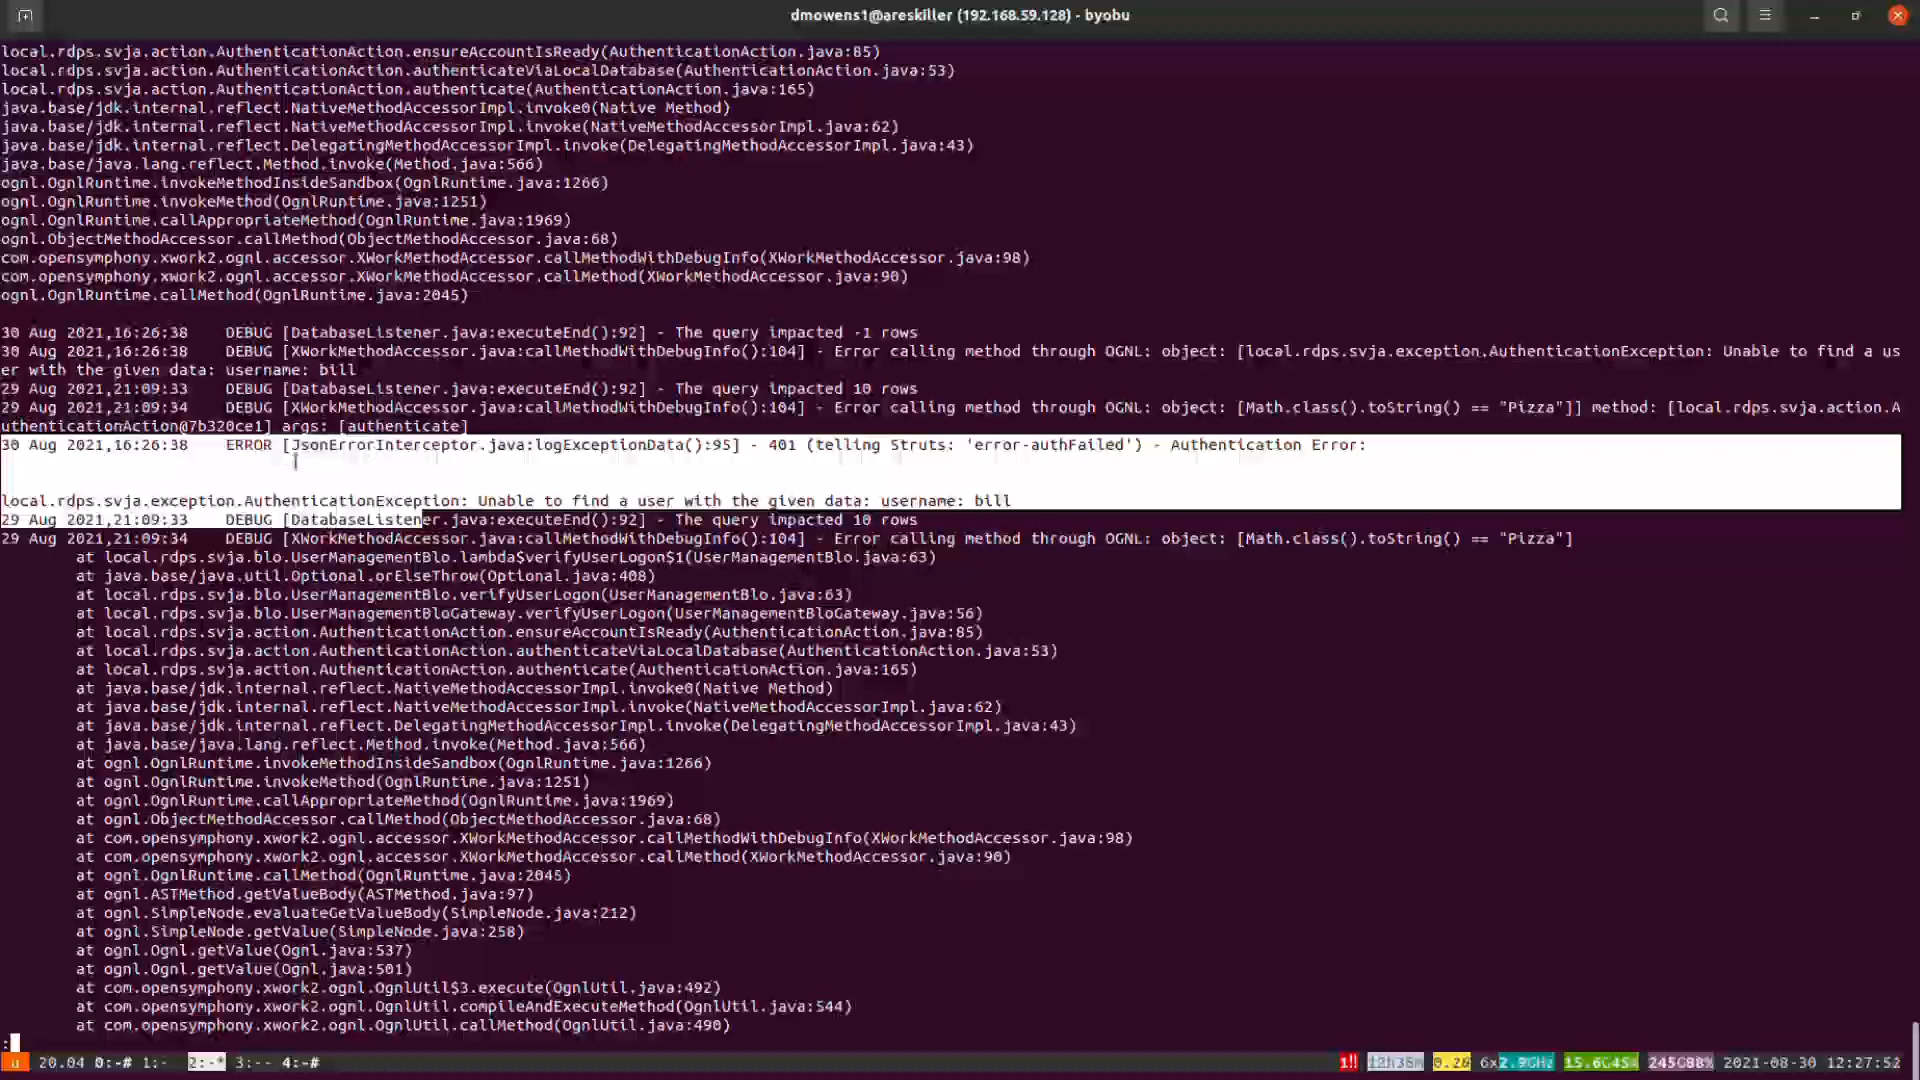 dmowens1@areskiller (192.168.59.128) - byobu
local.rdps.svja.action.AuthenticationAction.ensureAccountIsReady(AuthenticationAction.java:85)
local.rdps.svja.action.AuthenticationAction.authenticateViaLocalDatabase(AuthenticationAction.java:53)
local.rdps.svja.action.AuthenticationAction.authenticate(AuthenticationAction.java:165)
java.base/jdk.internal.reflect.NativeMethodAccessorImpl.invoke0(Native Method)
java.base/jdk.internal.reflect.NativeMethodAccessorImpl.invoke(NativeMethodAccessorImpl.java:62)
java.base/jdk.internal.reflect.DelegatingMethodAccessorImpl.invoke(DelegatingMethodAccessorImpl.java:43)
java.base/java.lang.reflect.Method.invoke(Method.java:566)
ognl.OgnlRuntime.invokeMethodInsideSandbox(OgnlRuntime.java:1266)
ognl.OgnlRuntime.invokeMethod(OgnlRuntime.java:1251)
ognl.OgnlRuntime.callAppropriateMethod(OgnlRuntime.java:1969)
ognl.ObjectMethodAccessor.callMethod(ObjectMethodAccessor.java:68)
com.opensymphony.xwork2.ognl.accessor.XWorkMethodAccessor.callMethodWithDebugInfo(XWorkMethodAccessor.java:98)
com.opensymphony.xwork2.ognl.accessor.XWorkMethodAccessor.callMethod(XWorkMethodAccessor.java:90)
ognl.OgnlRuntime.callMethod(OgnlRuntime.java:2045)
30 Aug 2021,16:26:38 DEBUG [DatabaseListener.java:executeEnd():92] - The query impacted -1 rows
30 Aug 2021,16:26:38 DEBUG [XWorkMethodAccessor.java:callMethodWithDebugInfo():104] - Error calling method through OGNL: object: [local.rdps.svja.exception.AuthenticationException: Unable to find a us
er with the given data: username: bill
29 Aug 2021,21:09:33 DEBUG [DatabaseListener.java:executeEnd():92] - The query impacted 10 rows
29 Aug 2021,21:09:34 DEBUG [XWorkMethodAccessor.java:callMethodWithDebugInfo():104] - Error calling method through OGNL: object: [Math.class().toString() == "Pizza"]] method: [local.rdps.svja.action.A
uthenticationAction@7b320ce1] args: [authenticate]
30 Aug 2021,16:26:38 ERROR [JsonErrorInterceptor.java:logExceptionData():95] - 401 (telling Struts: 'error-authFailed') - Authentication Error:
local.rdps.svja.exception.AuthenticationException: Unable to find a user with the given data: username: bill
29 Aug 2021,21:09:33 DEBUG [DatabaseListener.java:executeEnd():92] - The query impacted 10 rows
29 Aug 2021,21:09:34 DEBUG [XWorkMethodAccessor.java:callMethodWithDebugInfo():104] - Error calling method through OGNL: object: [Math.class().toString() == "Pizza"]
at local.rdps.svja.blo.UserManagementBlo.lambda$verifyUserLogon$1(UserManagementBlo.java:63)
at java.base/java.util.Optional.orElseThrow(Optional.java:408)
at local.rdps.svja.blo.UserManagementBlo.verifyUserLogon(UserManagementBlo.java:63)
at local.rdps.svja.blo.UserManagementBloGateway.verifyUserLogon(UserManagementBloGateway.java:56)
at local.rdps.svja.action.AuthenticationAction.ensureAccountIsReady(AuthenticationAction.java:85)
at local.rdps.svja.action.AuthenticationAction.authenticateViaLocalDatabase(AuthenticationAction.java:53)
at local.rdps.svja.action.AuthenticationAction.authenticate(AuthenticationAction.java:165)
at java.base/jdk.internal.reflect.NativeMethodAccessorImpl.invoke0(Native Method)
at java.base/jdk.internal.reflect.NativeMethodAccessorImpl.invoke(NativeMethodAccessorImpl.java:62)
at java.base/jdk.internal.reflect.DelegatingMethodAccessorImpl.invoke(DelegatingMethodAccessorImpl.java:43)
at java.base/java.lang.reflect.Method.invoke(Method.java:566)
at ognl.OgnlRuntime.invokeMethodInsideSandbox(OgnlRuntime.java:1266)
at ognl.OgnlRuntime.invokeMethod(OgnlRuntime.java:1251)
at ognl.OgnlRuntime.callAppropriateMethod(OgnlRuntime.java:1969)
at ognl.ObjectMethodAccessor.callMethod(ObjectMethodAccessor.java:68)
at com.opensymphony.xwork2.ognl.accessor.XWorkMethodAccessor.callMethodWithDebugInfo(XWorkMethodAccessor.java:98)
at com.opensymphony.xwork2.ognl.accessor.XWorkMethodAccessor.callMethod(XWorkMethodAccessor.java:90)
at ognl.OgnlRuntime.callMethod(OgnlRuntime.java:2045)
at ognl.ASTMethod.getValueBody(ASTMethod.java:97)
at ognl.SimpleNode.evaluateGetValueBody(SimpleNode.java:212)
at ognl.SimpleNode.getValue(SimpleNode.java:258)
at ognl.Ognl.getValue(Ognl.java:537)
at ognl.Ognl.getValue(Ognl.java:501)
at com.opensymphony.xwork2.ognl.OgnlUtil$3.execute(OgnlUtil.java:492)
at com.opensymphony.xwork2.ognl.OgnlUtil.compileAndExecuteMethod(OgnlUtil.java:544)
at com.opensymphony.xwork2.ognl.OgnlUtil.callMethod(OgnlUtil.java:490)
:
u 20.04 0:-# 1:- 2:-* 3:-- 4:-# 1!! 12h38m 0.26 6x2.9GHz 15.6G45% 245G88% 2021-08-30 12:27:52